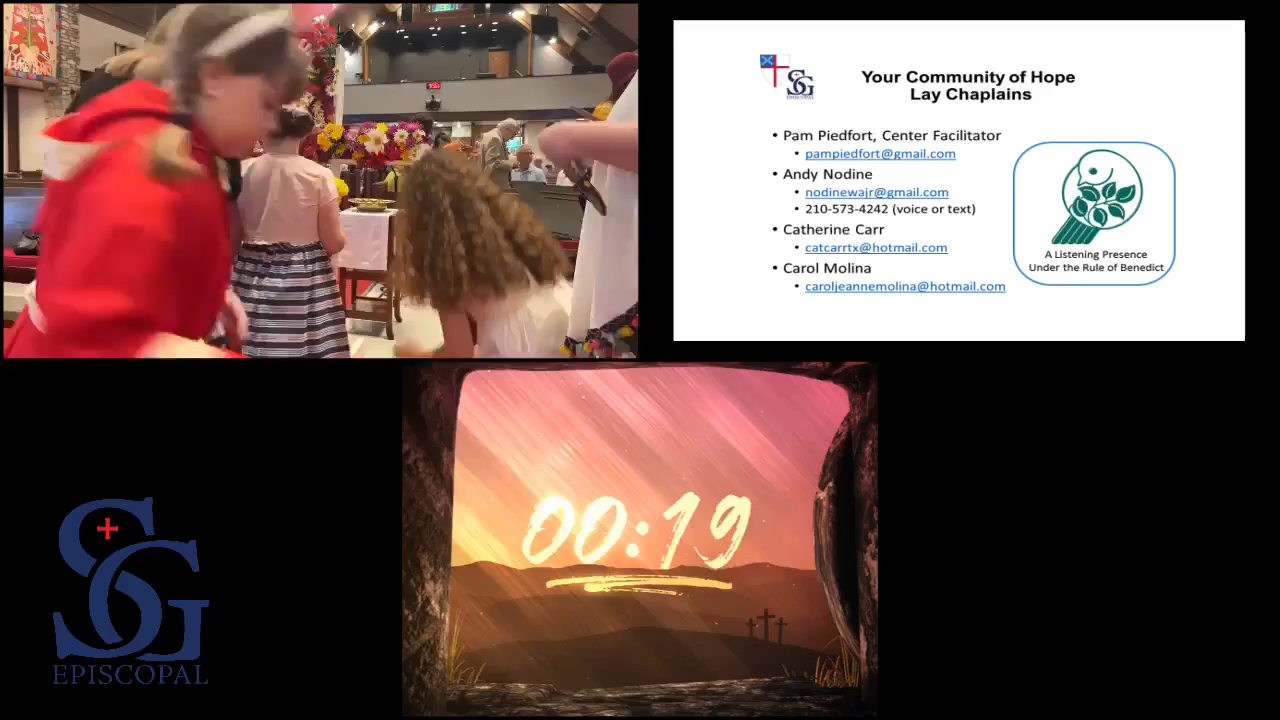 SG
EPISCOPAL
Your Community of Hope
Lay Chaplains
• Pam Piedfort, Center Facilitator
• pampiedfort@gmail.com
• Andy Nodine
• nodinewajr@gmail.com
• 210-573-4242 (voice or text)
• Catherine Carr
• catcarrtx@hotmail.com
• Carol Molina
• caroljeannemolina@hotmail.com
A Listening Presence
Under the Rule of Benedict
00:19
SG
EPISCOPAL